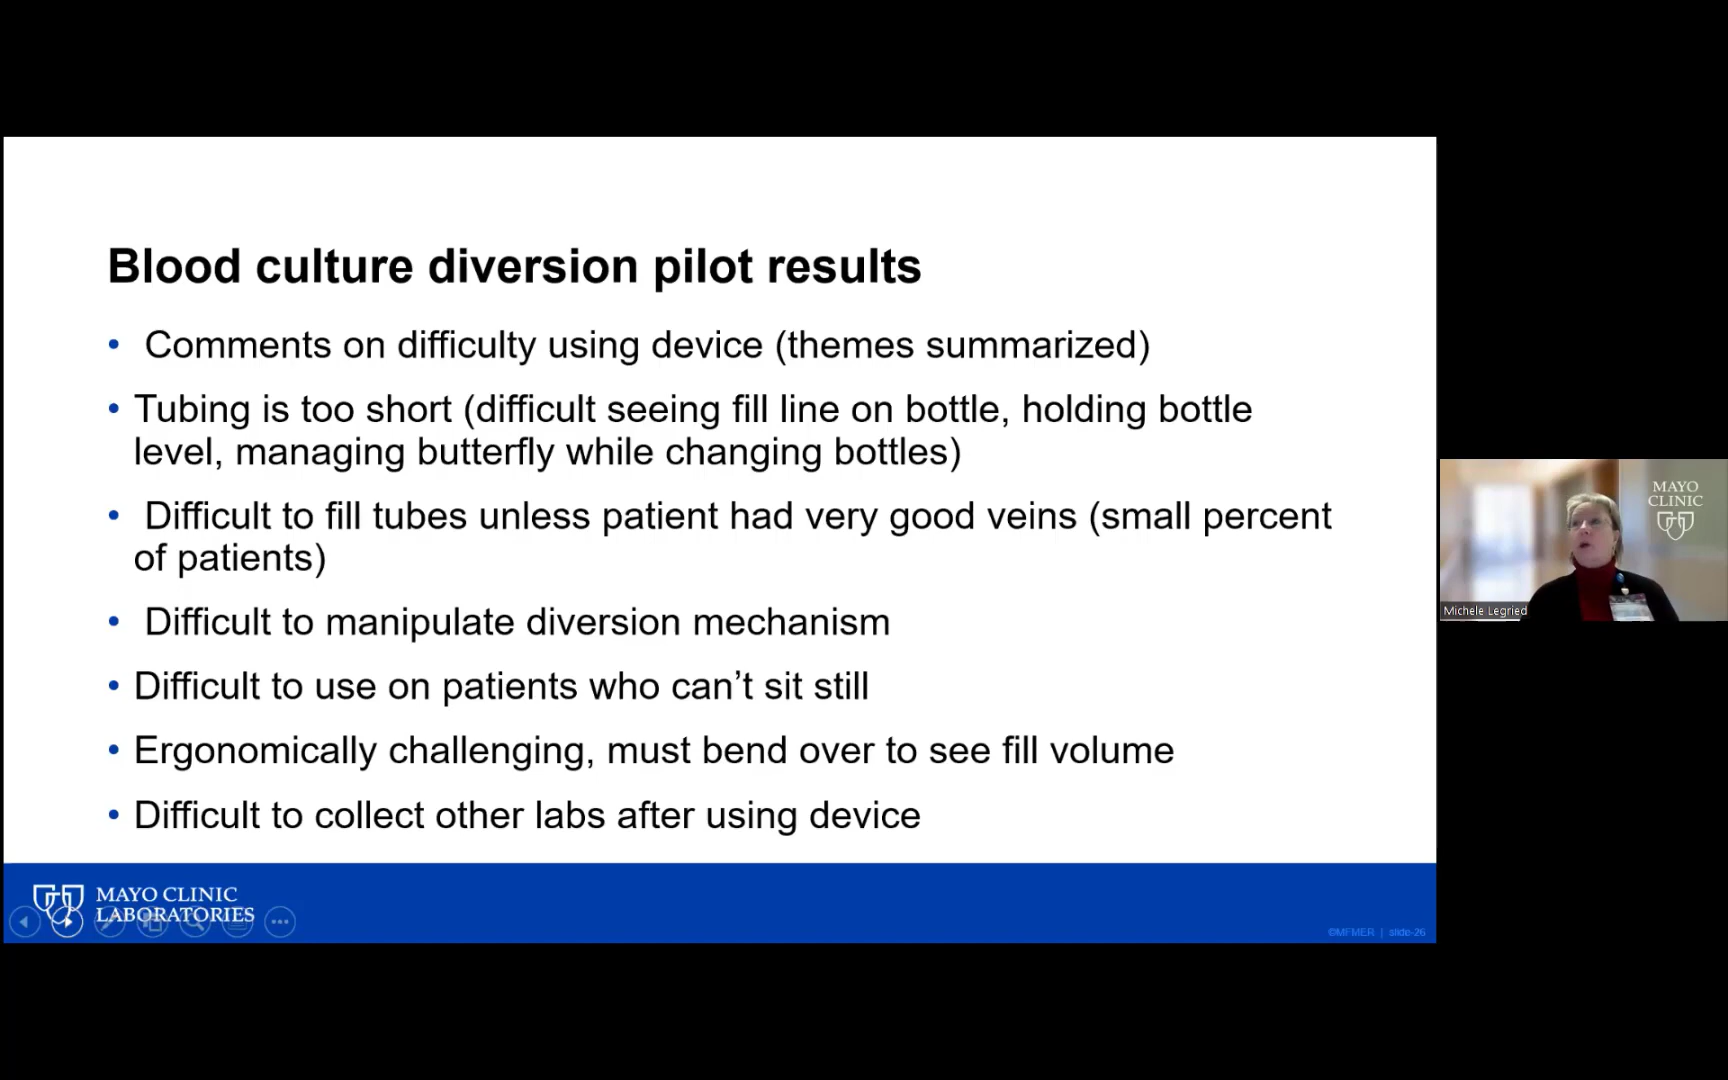 Blood culture diversion pilot results
• Comments on difficulty using device (themes summarized)
• Tubing is too short (difficult seeing fill line on bottle, holding bottle
level, managing butterfly while changing bottles)
• Difficult to fill tubes unless patient had very good veins (small percent
of patients)
• Difficult to manipulate diversion mechanism
• Difficult to use on patients who can’t sit still
• Ergonomically challenging, must bend over to see fill volume
• Difficult to collect other labs after using device
MAYO CLINIC
LABORATORIES
©MFMER | slide-26
MAYO
CLINIC
Michele Legried